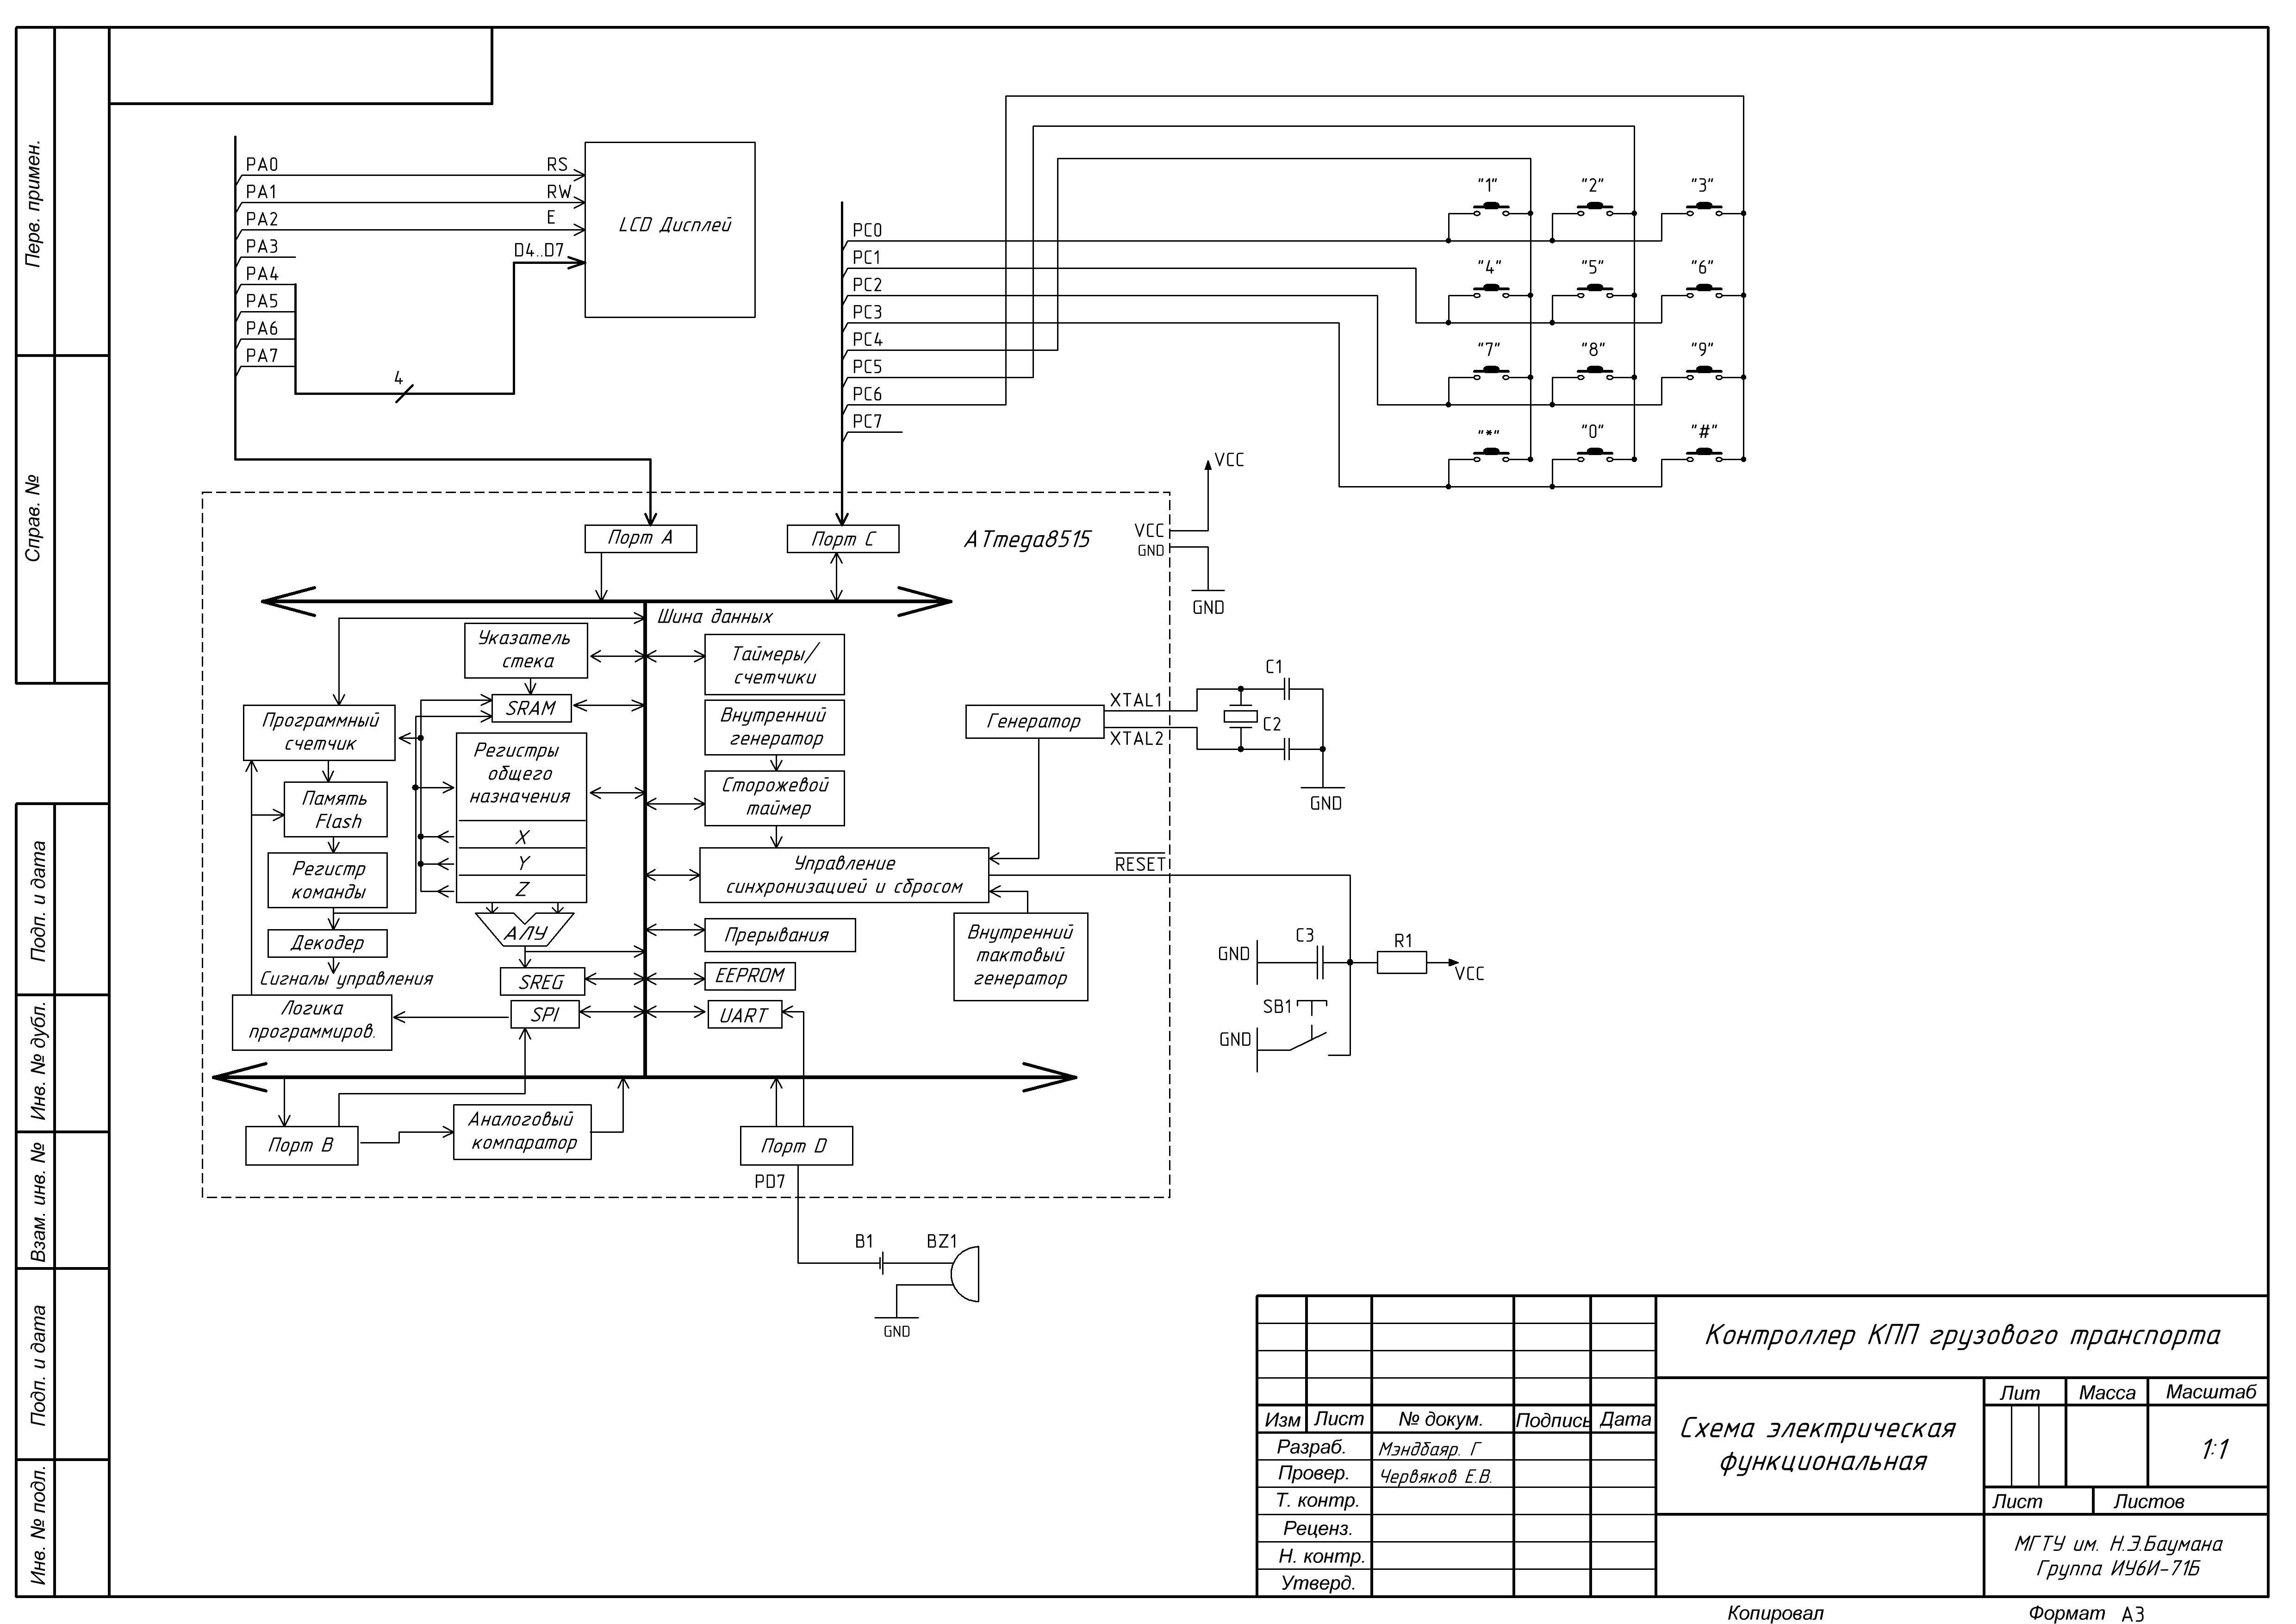 Перв. примен.
Справ. №
Подп. и дата
Инв. № дубл.
Взам. инв. №
Подп. и дата
Инв. № подл.
PA0
RS
PA1
RW
PA2
E
PA3
D4..D7
PA4
PA5
PA6
PA7
4
LCD Дисплей
PC0
PC1
PC2
PC3
PC4
PC5
PC6
PC7
"1"
"2"
"3"
"4"
"5"
"6"
"7"
"8"
"9"
"*"
"0"
"#"
VCC
VCC
GND
GND
Порт A
Порт C
ATmega8515
Шина данных
Указатель
стека
Таймеры/
счетчики
SRAM
Программный
счетчик
Внутренний
генератор
Регистры
общего
назначения
X
Y
Z
Сторожевой
таймер
Память
Flash
Регистр
команды
Декодер
Сигналы управления
Логика
программиров.
АЛУ
SREG
SPI
Управление
синхронизацией и сбросом
Прерывания
EEPROM
UART
Генератор
XTAL1
XTAL2
C1
C2
GND
RESET
Внутренний
тактовый
генератор
GND
C3
R1
VCC
SB1
GND
Порт B
Аналоговый
компаратор
Порт D
PD7
B1
BZ1
GND
Контроллер КПП грузового транспорта
Схема электрическая
функциональная
Лит
Масса
Масштаб
1:1
Лист
Листов
МГТУ им. Н.Э.Баумана
Группа ИУ6И-71Б
Изм
Лист
№ докум.
Подпись
Дата
Разраб.
Мэндбаяр. Г
Провер.
Червяков Е.В.
Т. контр.
Реценз.
Н. контр.
Утверд.
Копировал
Формат
А3